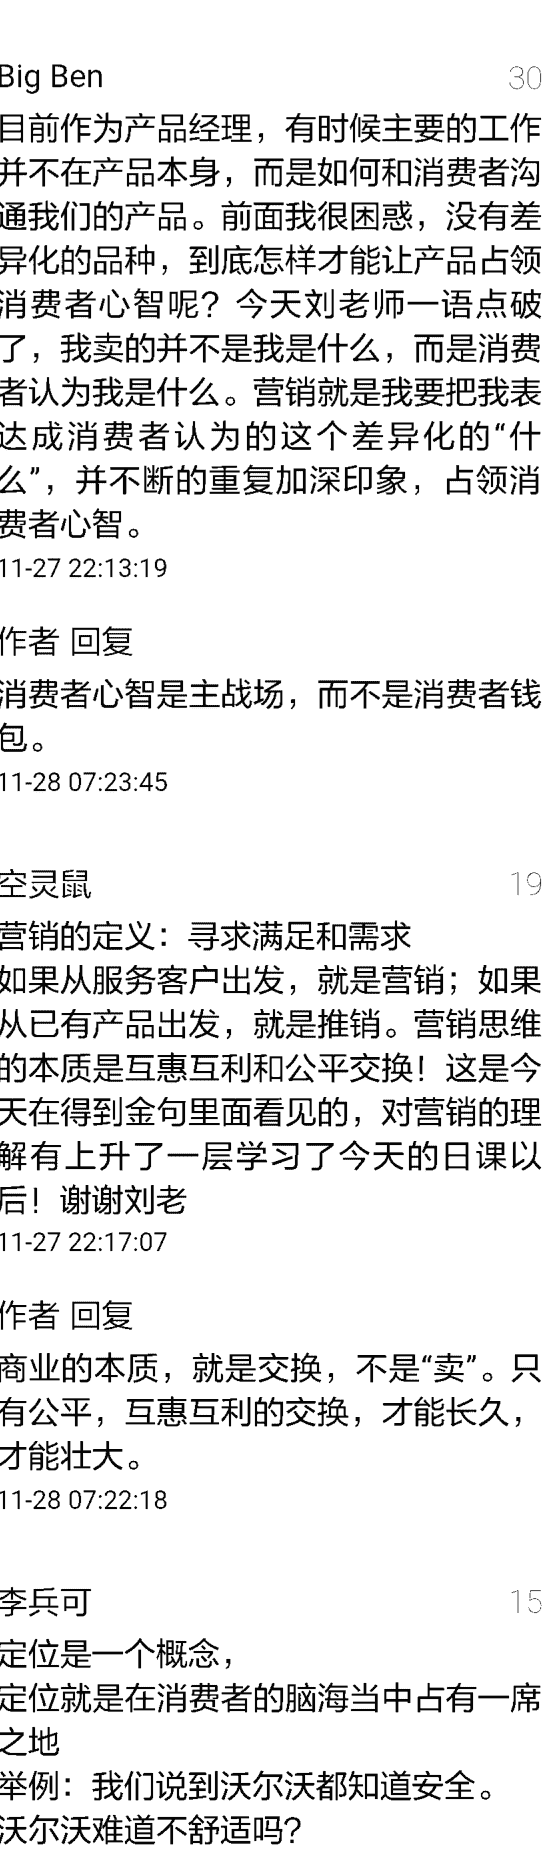 Big Ben 30
目前作为产品经理，有时候主要的工作
并不在产品本身，而是如何和消费者沟
通我们的产品。前面我很困惑，没有差
异化的品种，到底怎样才能让产品占领
消费者心智呢？今天刘老师一语点破
了，我卖的并不是我是什么，而是消费
者认为我是什么。营销就是我要把我表
达成消费者认为的这个差异化的“什
么”，并不断的重复加深印象，占领消
费者心智。
11-27 22:13:19
作者 回复
消费者心智是主战场，而不是消费者钱
包。
11-28 07:23:45
空灵鼠 19
营销的定义：寻求满足和需求
如果从服务客户出发，就是营销；如果
从已有产品出发，就是推销。营销思维
的本质是互惠互利和公平交换！这是今
天在得到金句里面看见的，对营销的理
解有上升了一层学习了今天的日课以
后！谢谢刘老
11-27 22:17:07
作者 回复
商业的本质，就是交换，不是“卖”。只
有公平，互惠互利的交换，才能长久，
才能壮大。
11-28 07:22:18
李兵可 15
定位是一个概念，
定位就是在消费者的脑海当中占有一席
之地
举例：我们说到沃尔沃都知道安全。
沃尔沃难道不舒适吗？